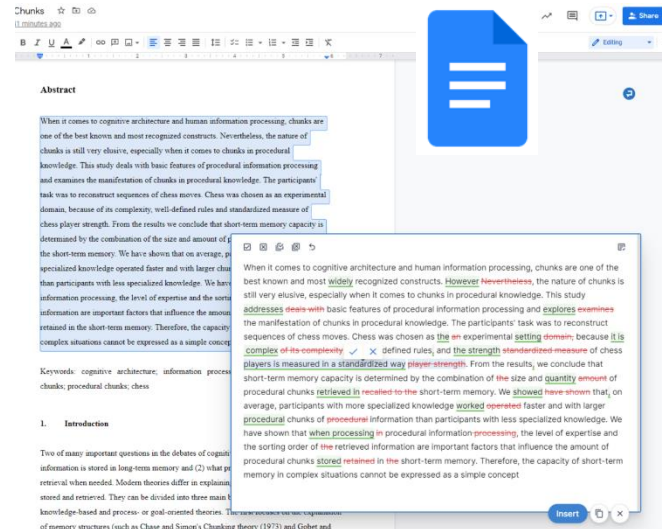 Chunks
minutes ago
Share
B I U A
Editing
1 2 3 4 5 6 7
Abstract
When it comes to cognitive architecture and human information processing, chunks are
one of the best known and most recognized constructs. Nevertheless, the nature of
chunks is still very elusive, especially when it comes to chunks in procedural
knowledge. This study deals with basic features of procedural information processing
and examines the manifestation of chunks in procedural knowledge. The participants'
task was to reconstruct sequences of chess moves. Chess was chosen as an experimental
domain, because of its complexity, well-defined rules and standardized measure of
chess player strength. From the results we conclude that short-term memory capacity is
determined by the combination of the size and amount of p
the short-term memory. We have shown that on average, p
specialized knowledge operated faster and with larger chu
than participants with less specialized knowledge. We hav
information processing, the level of expertise and the sortin
information are important factors that influence the amount
retained in the short-term memory. Therefore, the capacity
complex situations cannot be expressed as a simple concep
Keywords: cognitive architecture; information process
chunks; procedural chunks; chess
1. Introduction
Two of many important questions in the debates of cogniti
information is stored in long-term memory and (2) what pr
retrieval when needed. Modern theories differ in explainin
stored and retrieved. They can be divided into three main b
knowledge-based and process- or goal-oriented theories. The first focuses on the explanation
of memory structures (such as Chase and Simon's Chunking theory (1973) and Gobet and
When it comes to cognitive architecture and human information processing, chunks are one of the
best known and most widely recognized constructs. However Nevertheless, the nature of chunks is
still very elusive, especially when it comes to chunks in procedural knowledge. This study
addresses deals with basic features of procedural information processing and explores examines
the manifestation of chunks in procedural knowledge. The participants' task was to reconstruct
sequences of chess moves. Chess was chosen as the an experimental setting domain, because it is
complex of its complexity defined rules, and the strength standardized measure of chess
players is measured in a standardized way player strength. From the results, we conclude that
short-term memory capacity is determined by the combination of the size and quantity amount of
procedural chunks retrieved in recalled to the short-term memory. We showed have shown that, on
average, participants with more specialized knowledge worked operated faster and with larger
procedural chunks of procedural information than participants with less specialized knowledge. We
have shown that when processing in procedural information processing, the level of expertise and
the sorting order of the retrieved information are important factors that influence the amount of
procedural chunks stored retained in the short-term memory. Therefore, the capacity of short-term
memory in complex situations cannot be expressed as a simple concept
Insert